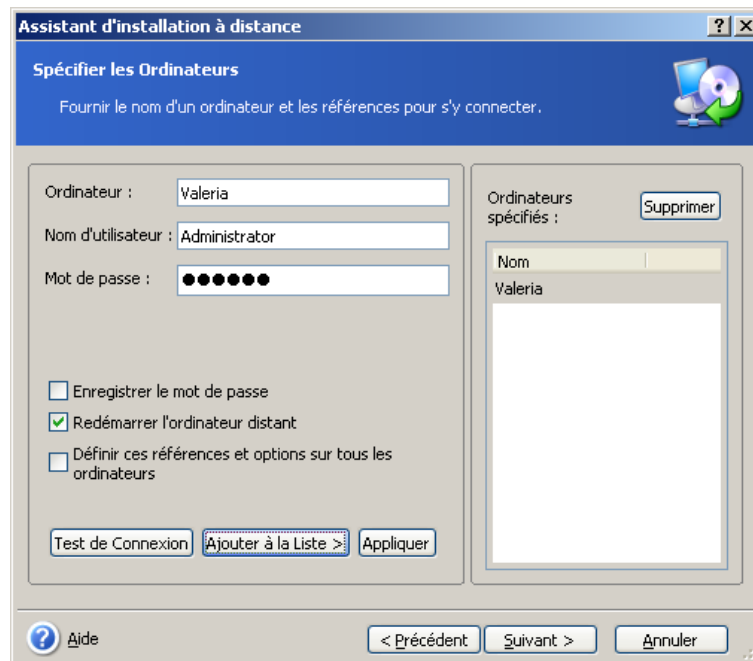 Assistant d'installation à distance
Spécifier les Ordinateurs
Fournir le nom d'un ordinateur et les références pour s'y connecter.
Ordinateur :
Valeria
Nom d'utilisateur :
Administrator
Mot de passe :
●●●●●●
Enregistrer le mot de passe
Redémarrer l'ordinateur distant
Définir ces références et options sur tous les
ordinateurs
Test de Connexion
Ajouter à la Liste >
Appliquer
Ordinateurs
spécifiés :
Supprimer
Nom
Valeria
Aide
< Précédent
Suivant >
Annuler